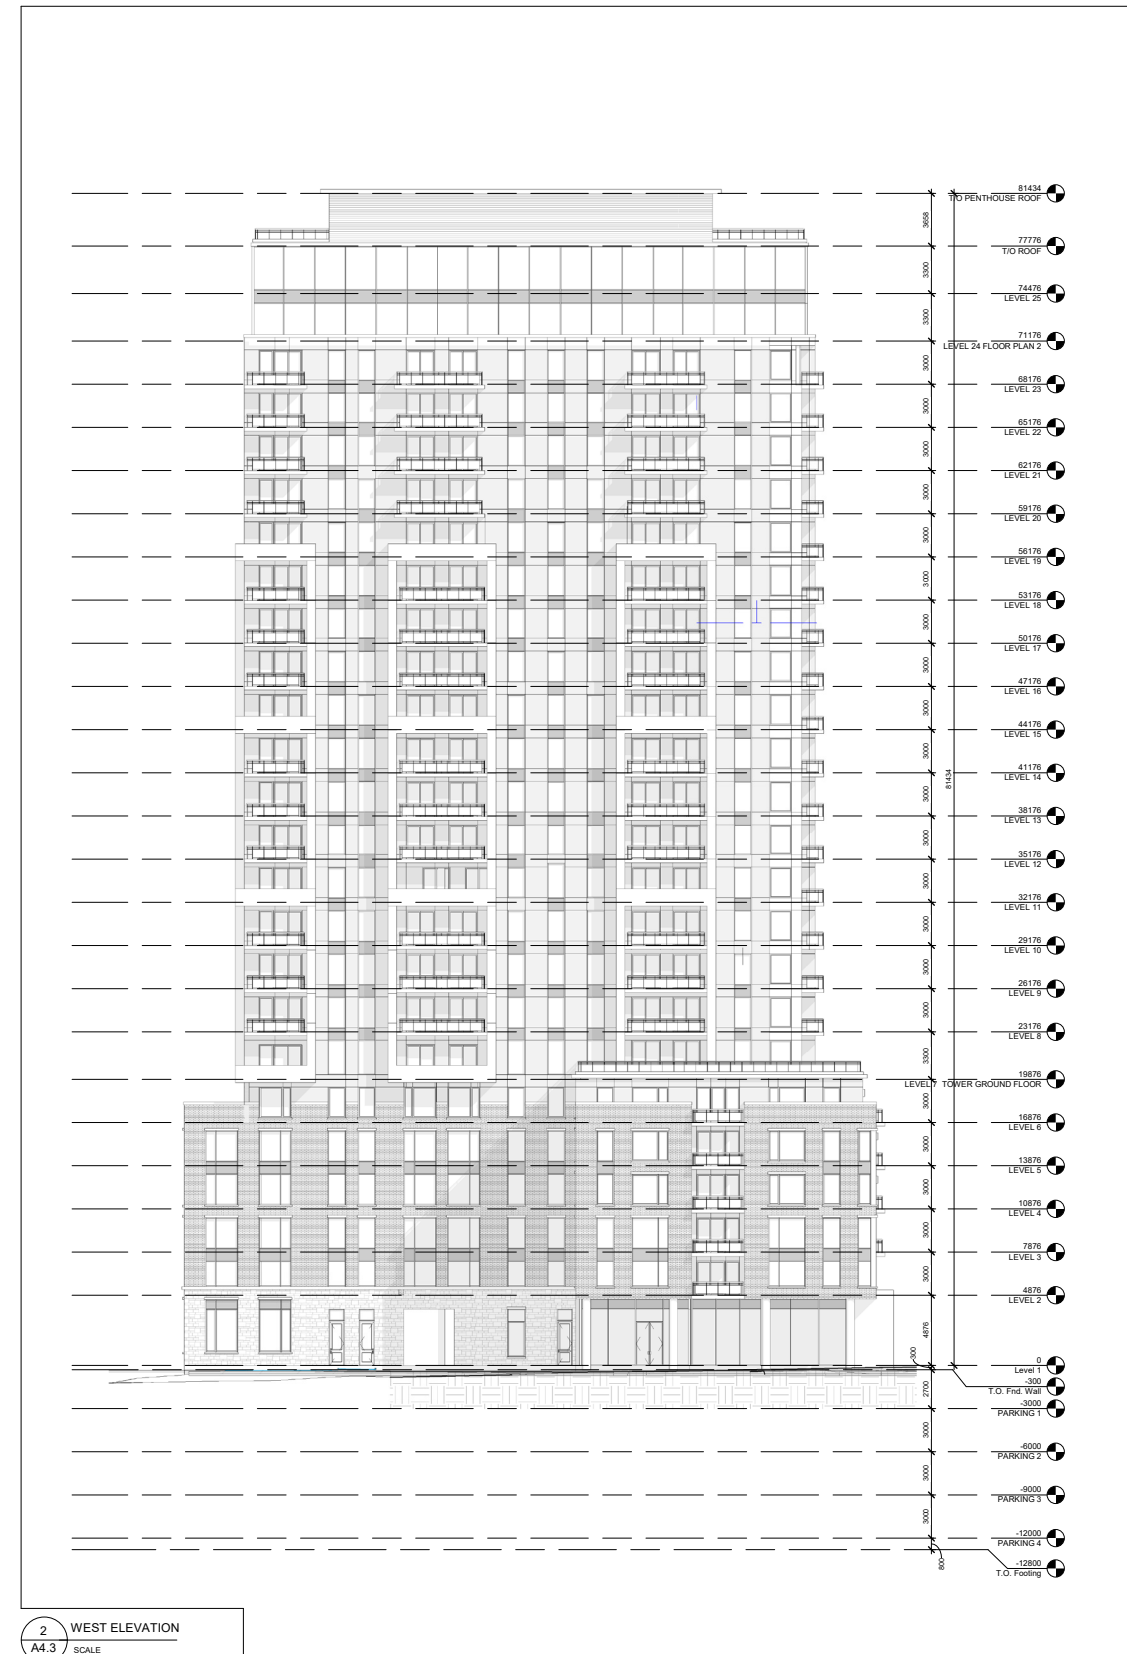 81434
T/O PENTHOUSE ROOF
3658
77776
T/O ROOF
3300
74476
LEVEL 25
3300
71176
LEVEL 24 FLOOR PLAN 2
3000
68176
LEVEL 23
3000
65176
LEVEL 22
3000
62176
LEVEL 21
3000
59176
LEVEL 20
3000
56176
LEVEL 19
3000
53176
LEVEL 18
3000
50176
LEVEL 17
3000
47176
LEVEL 16
3000
44176
LEVEL 15
3000
41176
LEVEL 14
81434
3000
38176
LEVEL 13
3000
35176
LEVEL 12
3000
32176
LEVEL 11
3000
29176
LEVEL 10
3000
26176
LEVEL 9
3000
23176
LEVEL 8
3300
19876
LEVEL 7 TOWER GROUND FLOOR
3000
16876
LEVEL 6
3000
13876
LEVEL 5
3000
10876
LEVEL 4
3000
7876
LEVEL 3
3000
4876
LEVEL 2
4876
300
0
Level 1
-300
T.O. Fnd. Wall
2700
-3000
PARKING 1
3000
-6000
PARKING 2
3000
-9000
PARKING 3
3000
-12000
PARKING 4
800
-12800
T.O. Footing
2 WEST ELEVATION
A4.3 SCALE